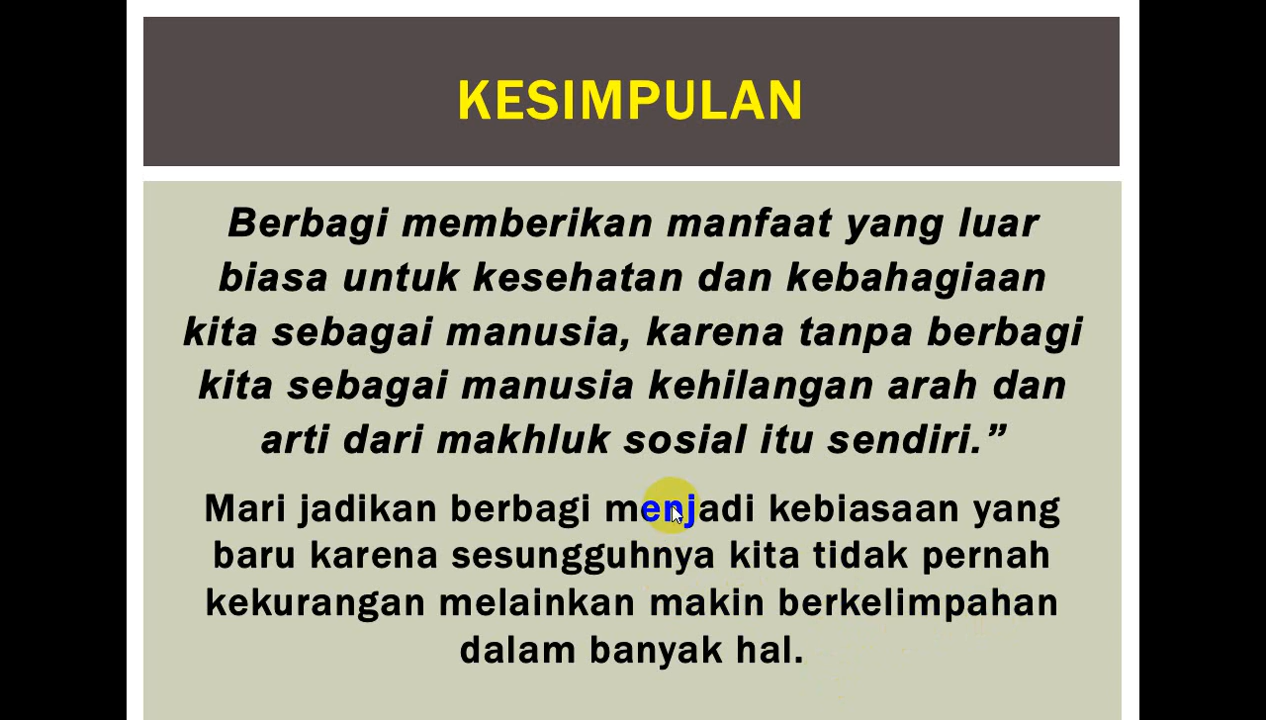 KESIMPULAN
Berbagi memberikan manfaat yang luar
biasa untuk kesehatan dan kebahagiaan
kita sebagai manusia, karena tanpa berbagi
kita sebagai manusia kehilangan arah dan
arti dari makhluk sosial itu sendiri.”
Mari jadikan berbagi menjadi kebiasaan yang
baru karena sesungguhnya kita tidak pernah
kekurangan melainkan makin berkelimpahan
dalam banyak hal.